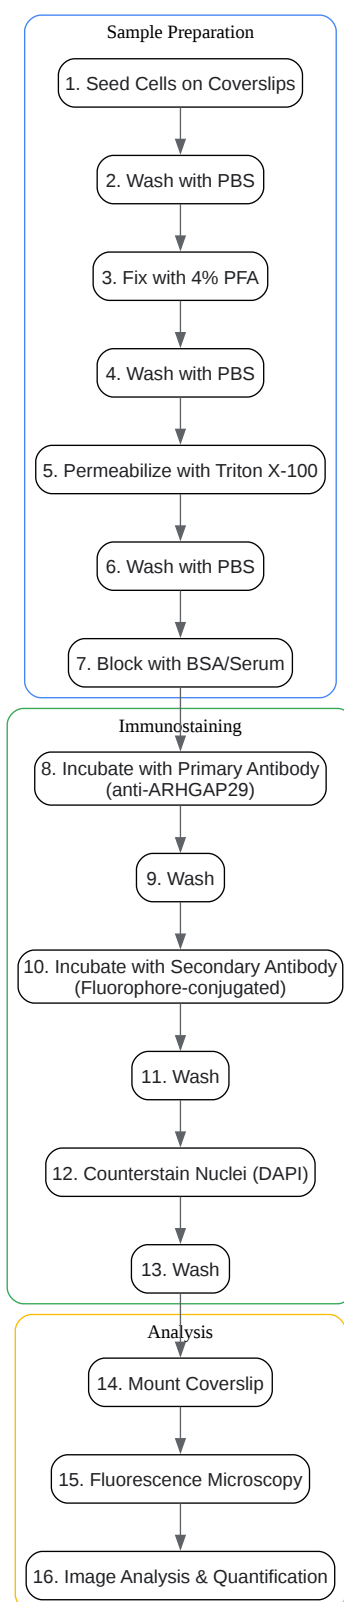 Sample Preparation
1. Seed Cells on Coverslips
2. Wash with PBS
3. Fix with 4% PFA
4. Wash with PBS
5. Permeabilize with Triton X-100
6. Wash with PBS
7. Block with BSA/Serum
Immunostaining
8. Incubate with Primary Antibody
(anti-ARHGAP29)
9. Wash
10. Incubate with Secondary Antibody
(Fluorophore-conjugated)
11. Wash
12. Counterstain Nuclei (DAPI)
13. Wash
Analysis
14. Mount Coverslip
15. Fluorescence Microscopy
16. Image Analysis & Quantification